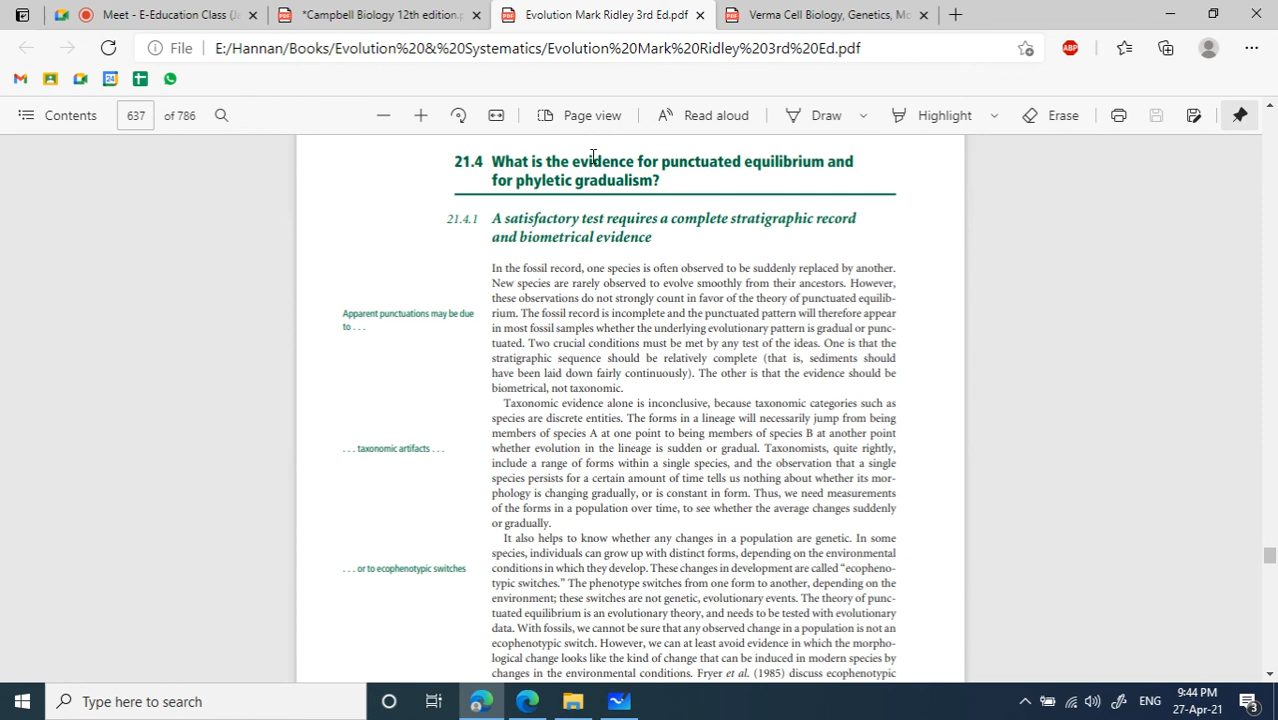 Meet - E-Education Class (Ja
*Campbell Biology 12th edition.p
Evolution Mark Ridley 3rd Ed.pdf
Verma Cell Biology, Genetics, Mo
File
E:/Hannan/Books/Evolution%20&%20Systematics/Evolution%20Mark%20Ridley%203rd%20Ed.pdf
ABP
24
Contents
637
of 786
Page view
Read aloud
Draw
Highlight
Erase
21.4 What is the evidence for punctuated equilibrium and
for phyletic gradualism?
21.4.1 A satisfactory test requires a complete stratigraphic record
and biometrical evidence
In the fossil record, one species is often observed to be suddenly replaced by another.
New species are rarely observed to evolve smoothly from their ancestors. However,
these observations do not strongly count in favor of the theory of punctuated equilib-
rium. The fossil record is incomplete and the punctuated pattern will therefore appear
in most fossil samples whether the underlying evolutionary pattern is gradual or punc-
tuated. Two crucial conditions must be met by any test of the ideas. One is that the
stratigraphic sequence should be relatively complete (that is, sediments should
have been laid down fairly continuously). The other is that the evidence should be
biometrical, not taxonomic.
Apparent punctuations may be due
to . . .
Taxonomic evidence alone is inconclusive, because taxonomic categories such as
species are discrete entities. The forms in a lineage will necessarily jump from being
members of species A at one point to being members of species B at another point
whether evolution in the lineage is sudden or gradual. Taxonomists, quite rightly,
include a range of forms within a single species, and the observation that a single
species persists for a certain amount of time tells us nothing about whether its mor-
phology is changing gradually, or is constant in form. Thus, we need measurements
of the forms in a population over time, to see whether the average changes suddenly
or gradually.
. . . taxonomic artifacts . . .
It also helps to know whether any changes in a population are genetic. In some
species, individuals can grow up with distinct forms, depending on the environmental
conditions in which they develop. These changes in development are called “ecopheno-
typic switches.” The phenotype switches from one form to another, depending on the
environment; these switches are not genetic, evolutionary events. The theory of punc-
tuated equilibrium is an evolutionary theory, and needs to be tested with evolutionary
data. With fossils, we cannot be sure that any observed change in a population is not an
ecophenotypic switch. However, we can at least avoid evidence in which the morpho-
logical change looks like the kind of change that can be induced in modern species by
changes in the environmental conditions. Fryer et al. (1985) discuss ecophenotypic
. . . or to ecophenotypic switches
Type here to search
ENG
9:44 PM
27-Apr-21
3